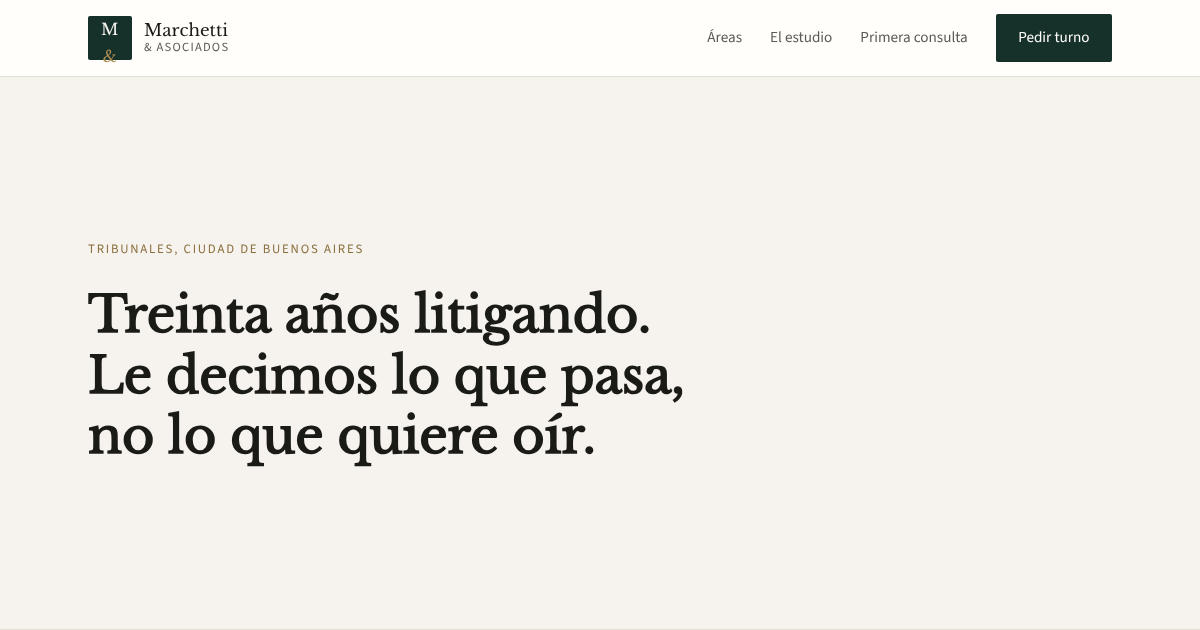 M
&
Marchetti
& ASOCIADOS
Áreas
El estudio
Primera consulta
Pedir turno
TRIBUNALES, CIUDAD DE BUENOS AIRES
Treinta años litigando.
Le decimos lo que pasa,
no lo que quiere oír.